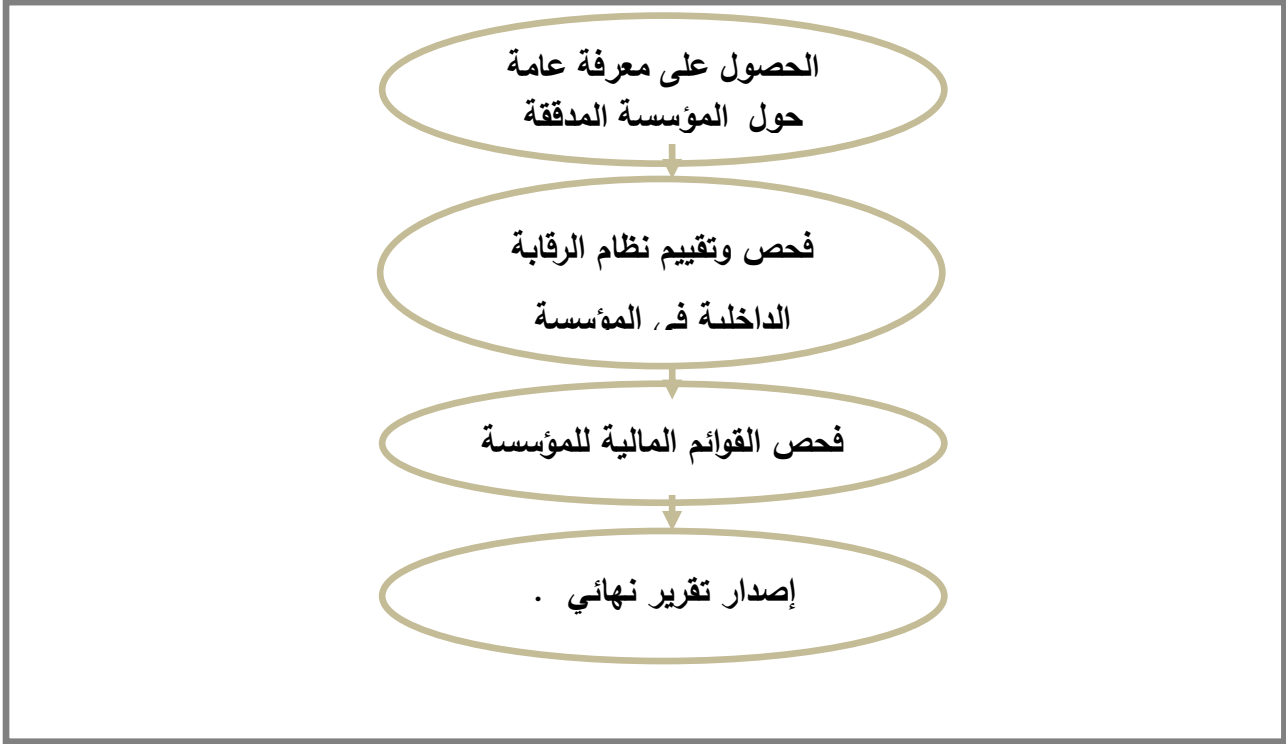 الحصول على معرفة عامة
حول المؤسسة المدققة
فحص وتقييم نظام الرقابة
الداخلية في المؤسسة
فحص القوائم المالية للمؤسسة
إصدار تقرير نهائي .